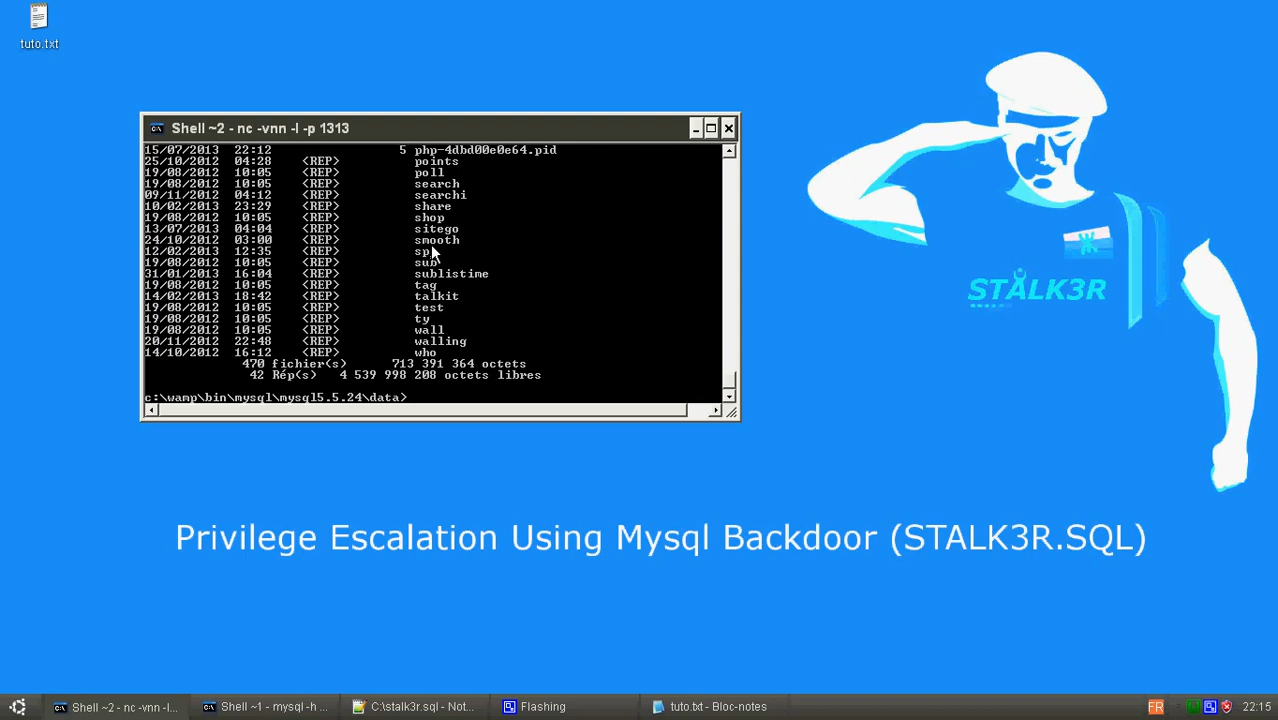 tuto.txt
Shell ~2 - nc -vnn -l -p 1313
15/07/2013 22:12 5 php-4dbd00e0e64.pid
25/10/2012 04:28 <REP> points
19/08/2012 10:05 <REP> poll
19/08/2012 10:05 <REP> search
09/11/2012 04:12 <REP> searchi
10/02/2013 23:29 <REP> share
19/08/2012 10:05 <REP> shop
13/07/2012 04:04 <REP> sitego
24/10/2012 03:00 <REP> smooth
12/02/2013 12:35 <REP>
19/08/2012 10:05 <REP> sub
31/01/2013 16:04 <REP> sublistime
19/08/2012 10:05 <REP> tag
14/02/2013 18:42 <REP> talkit
19/08/2012 10:05 <REP> test
19/08/2012 10:05 <REP> ty
19/08/2012 10:05 <REP> wall
20/11/2012 22:48 <REP> walling
14/10/2012 16:12 <REP> who
470 fichier(s) 713 391 364 octets
42 Rép(s) 4 539 998 208 octets libres
c:\wamp\bin\mysql\mysql5.5.24\data>
STALK3R
Privilege Escalation Using Mysql Backdoor (STALK3R.SQL)
Shell ~2 - nc -vnn -l...
Shell ~1 - mysql -h ...
C:\stalk3r.sql - Not...
Flashing
tuto.txt - Bloc-notes
FR
22:15